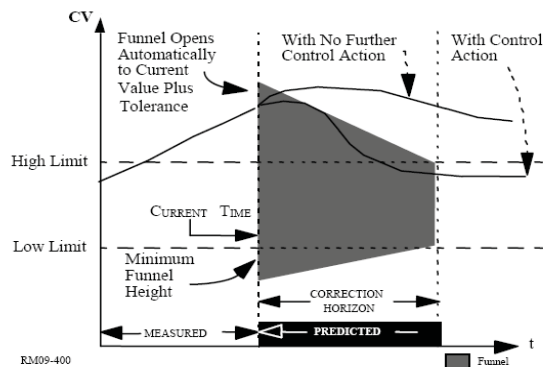 CV
Funnel Opens
Automatically
to Current
Value Plus
Tolerance
With No Further
Control Action
With Control
Action
High Limit
CURRENT TIME
Low Limit
Minimum
Funnel
Height
CORRECTION
HORIZON
MEASURED
PREDICTED
t
RM09-400
Funnel